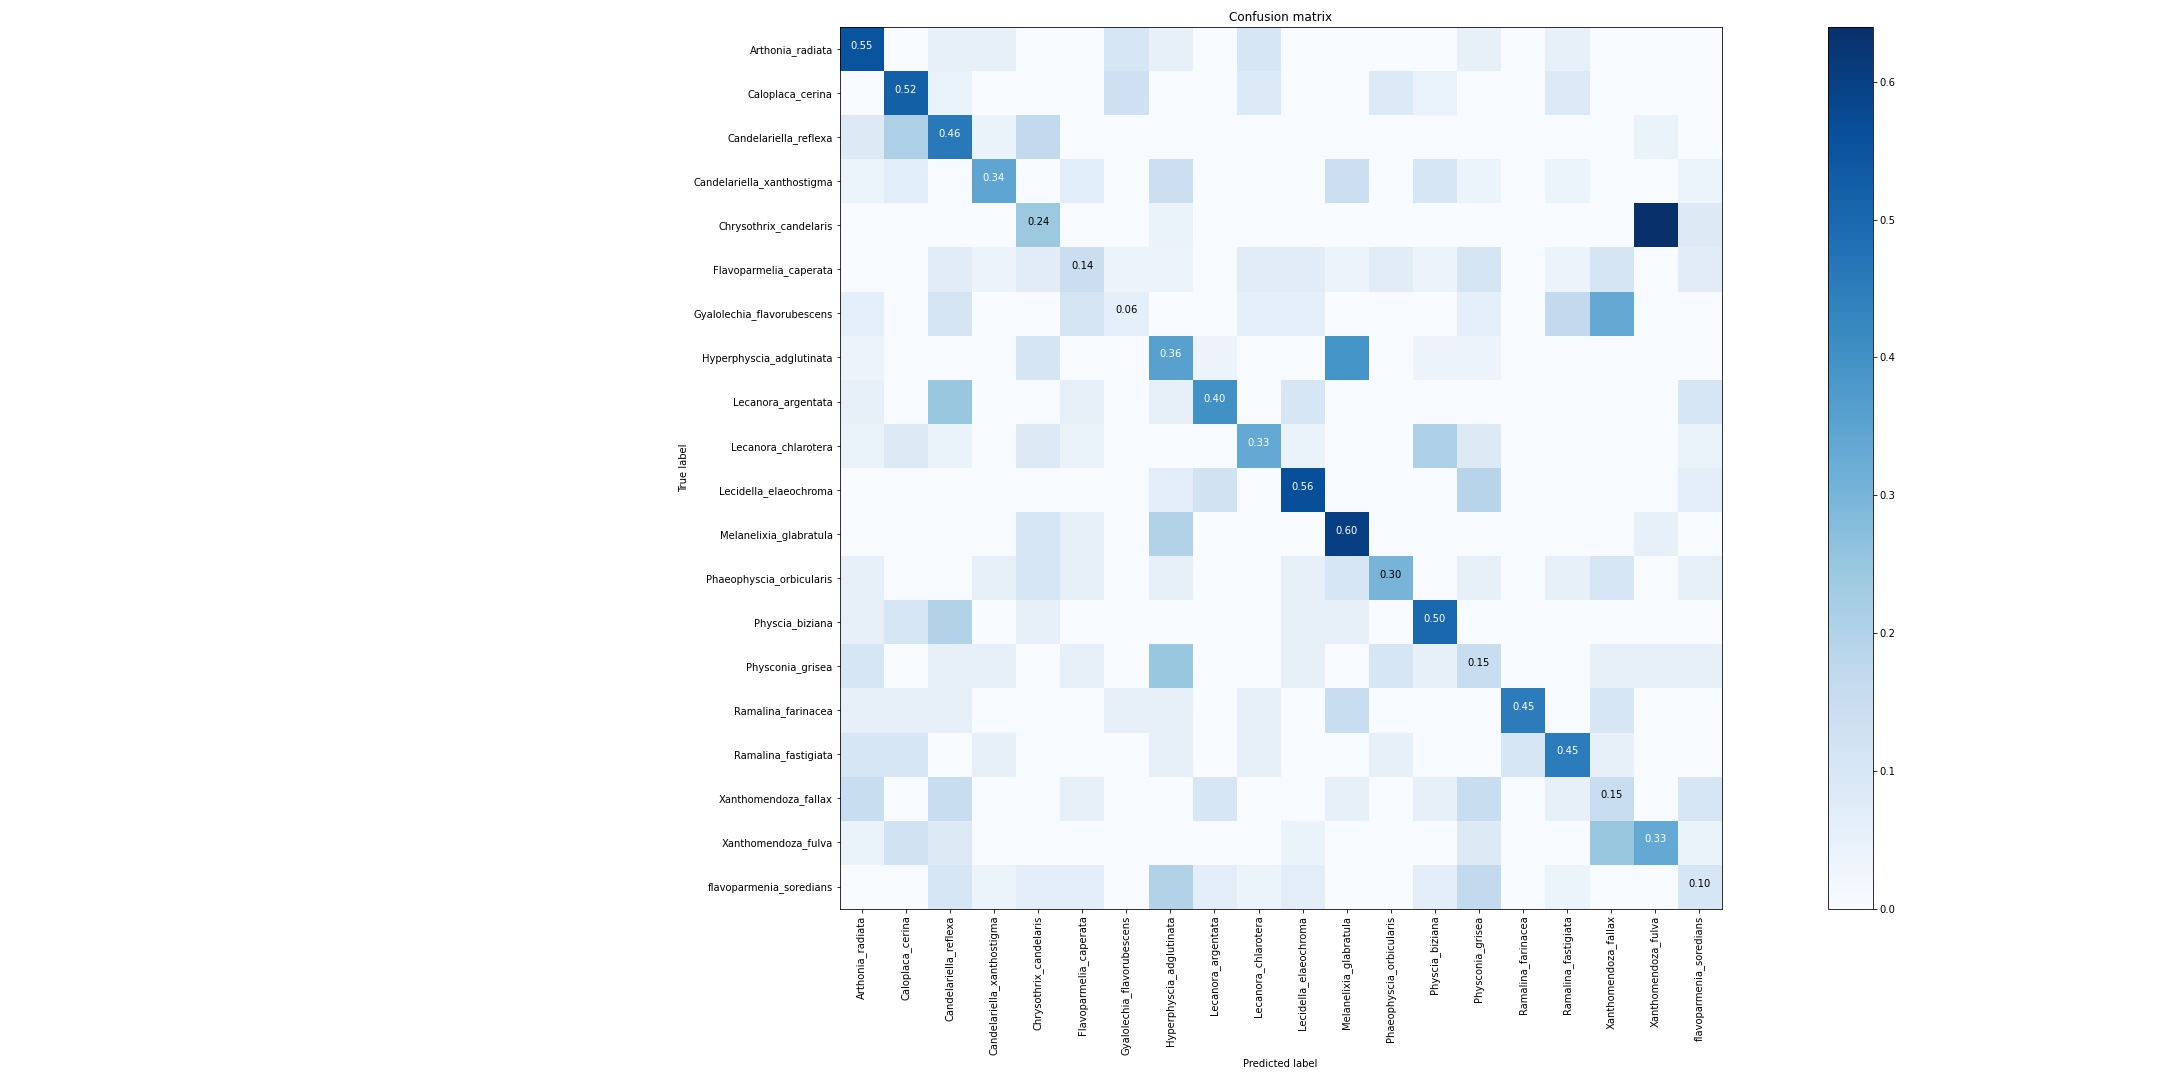 Confusion matrix
Arthonia_radiata
Caloplaca_cerina
Candelariella_reflexa
Candelariella_xanthostigma
Chrysothrix_candelaris
Flavoparmelia_caperata
Gyalolechia_flavorubescens
Hyperphyscia_adglutinata
Lecanora_argentata
Lecanora_chlarotera
Lecidella_elaeochroma
Melanelixia_glabratula
Phaeophyscia_orbicularis
Physcia_biziana
Physconia_grisea
Ramalina_farinacea
Ramalina_fastigiata
Xanthomendoza_fallax
Xanthomendoza_fulva
flavoparmenia_soredians
True label
0.55
0.52
0.46
0.34
0.24
0.14
0.06
0.36
0.40
0.33
0.56
0.60
0.30
0.50
0.15
0.45
0.45
0.15
0.33
0.10
Arthonia_radiata
Caloplaca_cerina
Candelariella_reflexa
Candelariella_xanthostigma
Chrysothrix_candelaris
Flavoparmelia_caperata
Gyalolechia_flavorubescens
Hyperphyscia_adglutinata
Lecanora_argentata
Lecanora_chlarotera
Lecidella_elaeochroma
Melanelixia_glabratula
Phaeophyscia_orbicularis
Physcia_biziana
Physconia_grisea
Ramalina_farinacea
Ramalina_fastigiata
Xanthomendoza_fallax
Xanthomendoza_fulva
flavoparmenia_soredians
Predicted label
0.6
0.5
0.4
0.3
0.2
0.1
0.0